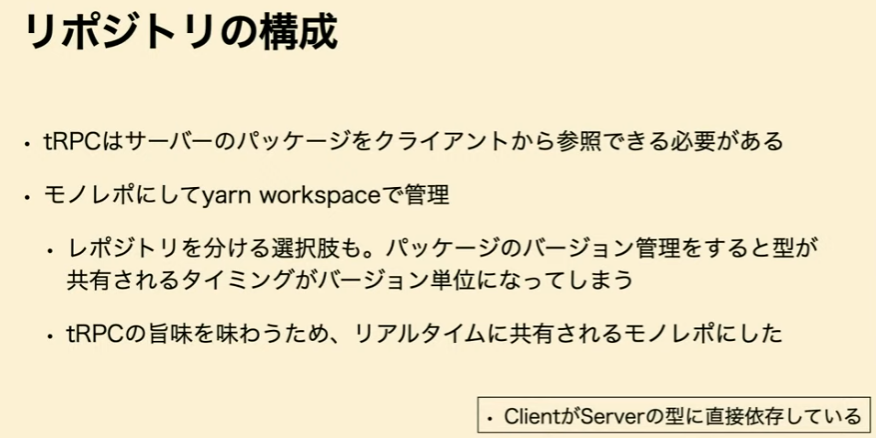 リポジトリの構成
・tRPCはサーバーのパッケージをクライアントから参照できる必要がある
・モノレポにしてyarn workspaceで管理
・レポジトリを分ける選択肢も。パッケージのバージョン管理をすると型が
共有されるタイミングがバージョン単位になってしまう
・tRPCの旨味を味わうため、リアルタイムに共有されるモノレポにした
・ClientがServerの型に直接依存している